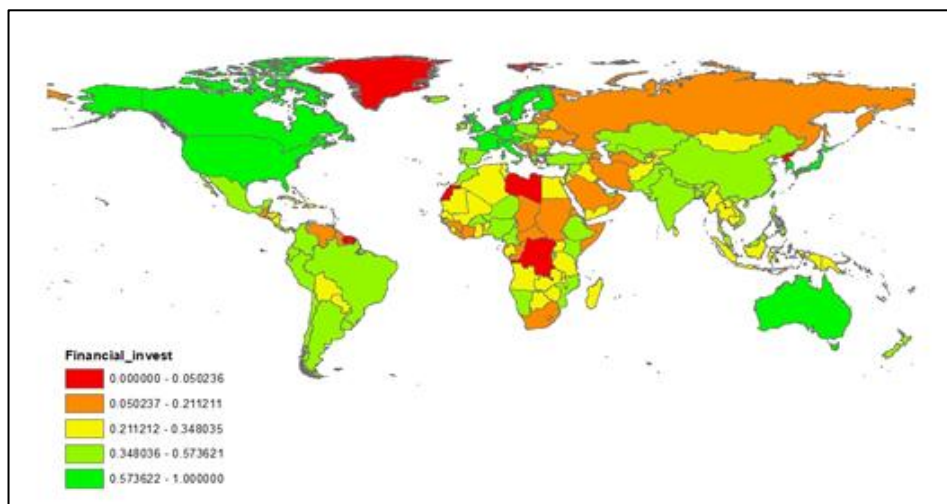 Financial_invest
0.000000 - 0.050236
0.050237 - 0.211211
0.211212 - 0.348035
0.348036 - 0.573621
0.573622 - 1.000000